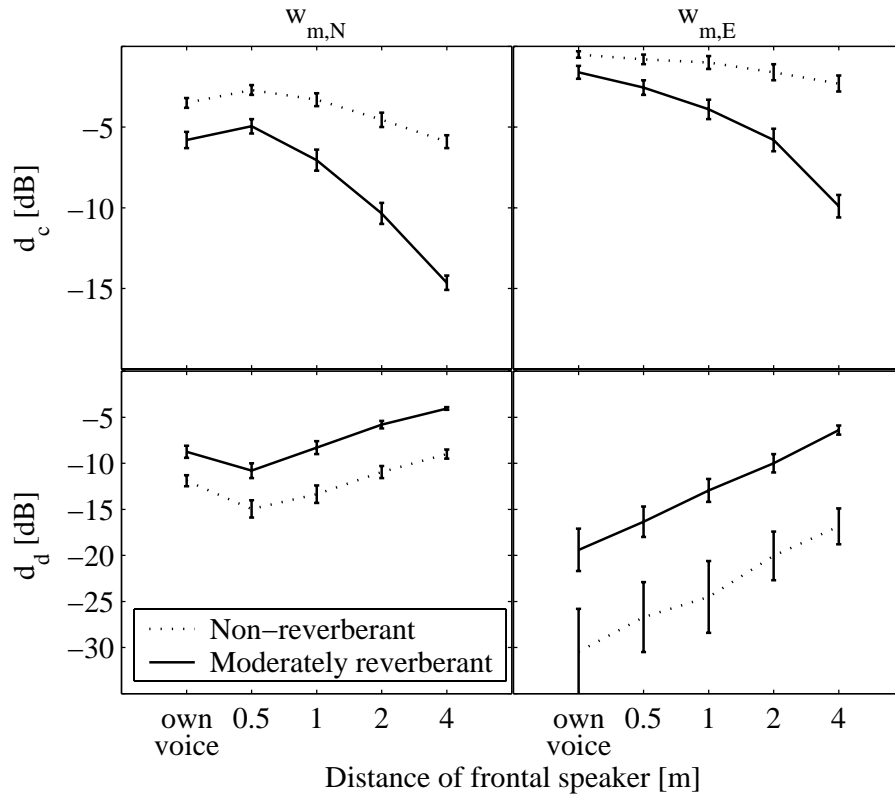 w_m,N w_m,E
d_c [dB]
−5
−10
−15
d_d [dB]
−5
−10
−15
−20
−25
−30
Non−reverberant
Moderately reverberant
own voice 0.5 1 2 4 own voice 0.5 1 2 4
Distance of frontal speaker [m]